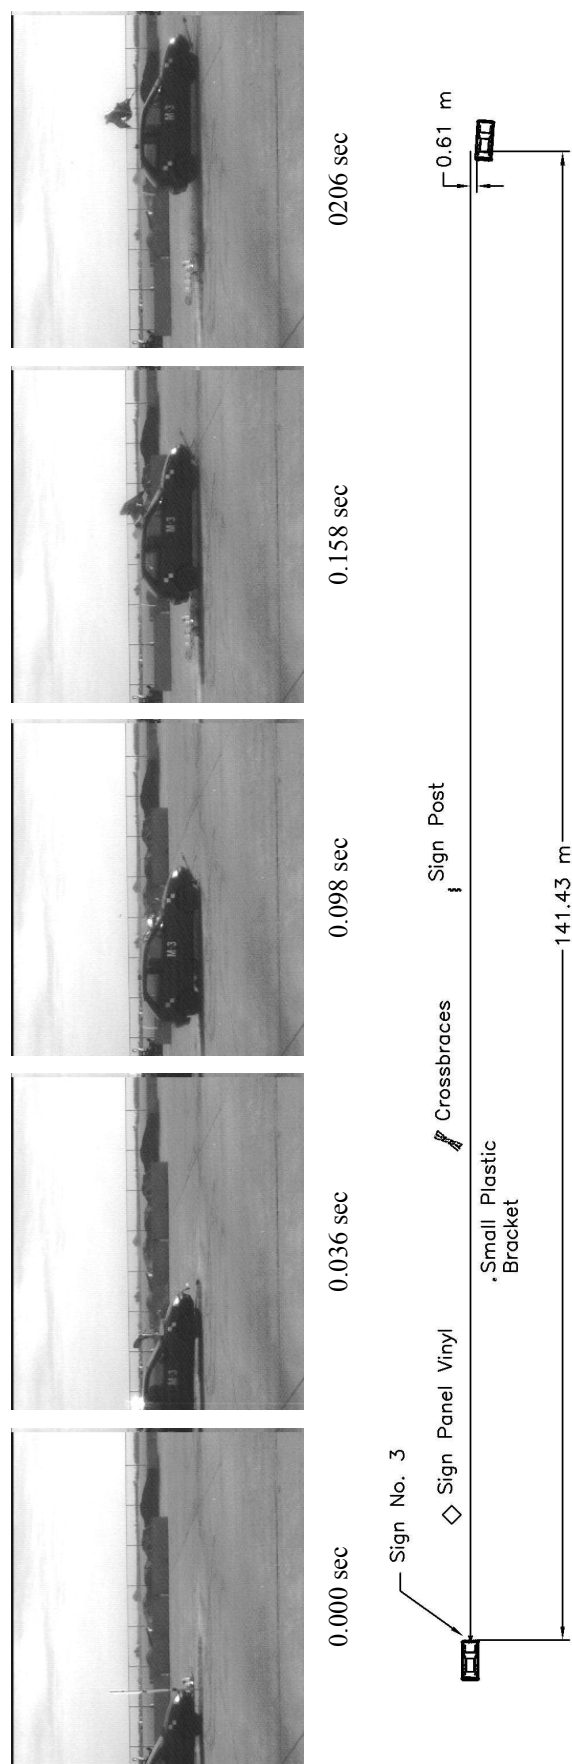 0.000 sec
0.036 sec
0.098 sec
0.158 sec
0206 sec
M3
M3
M3
M3
Sign No. 3
Sign Panel Vinyl
Small Plastic
Bracket
Crossbraces
Sign Post
0.61 m
141.43 m